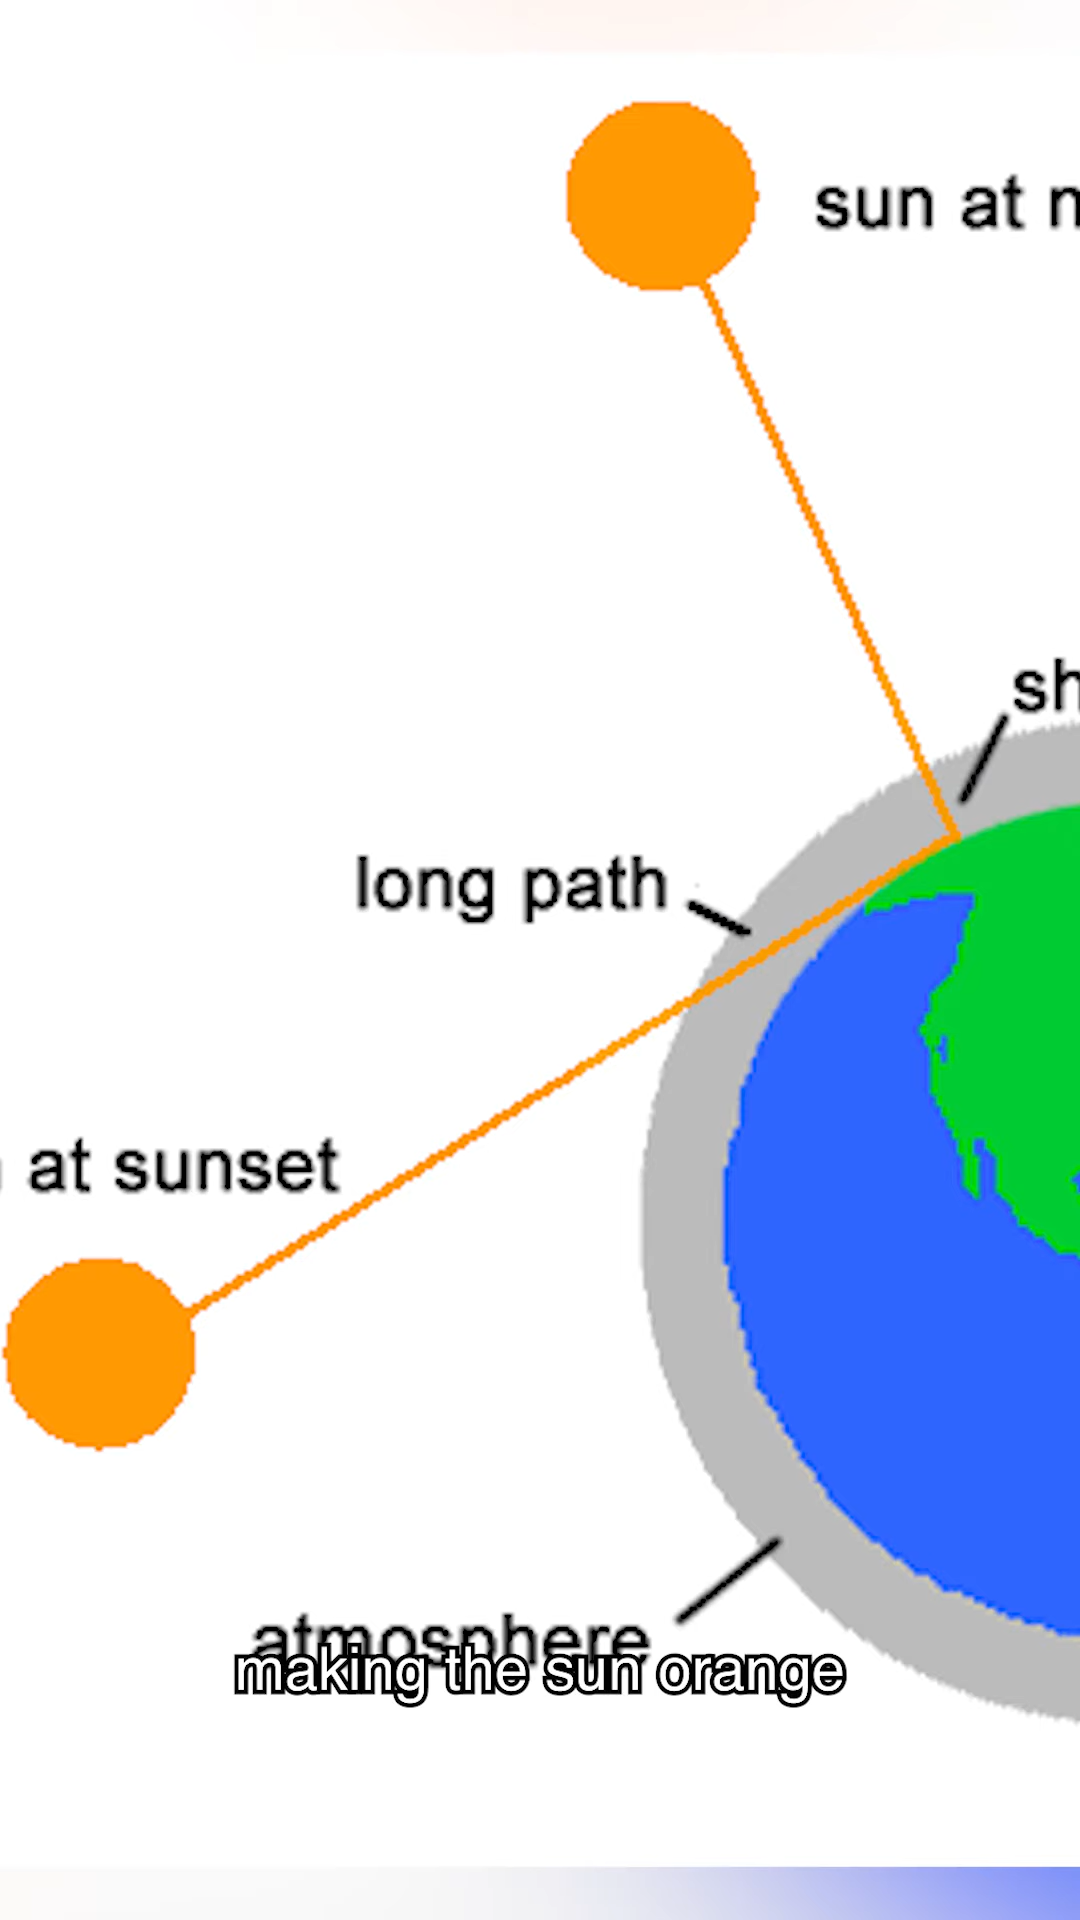 sun at n
sh
long path
at sunset
atmosphere
making the sun orange